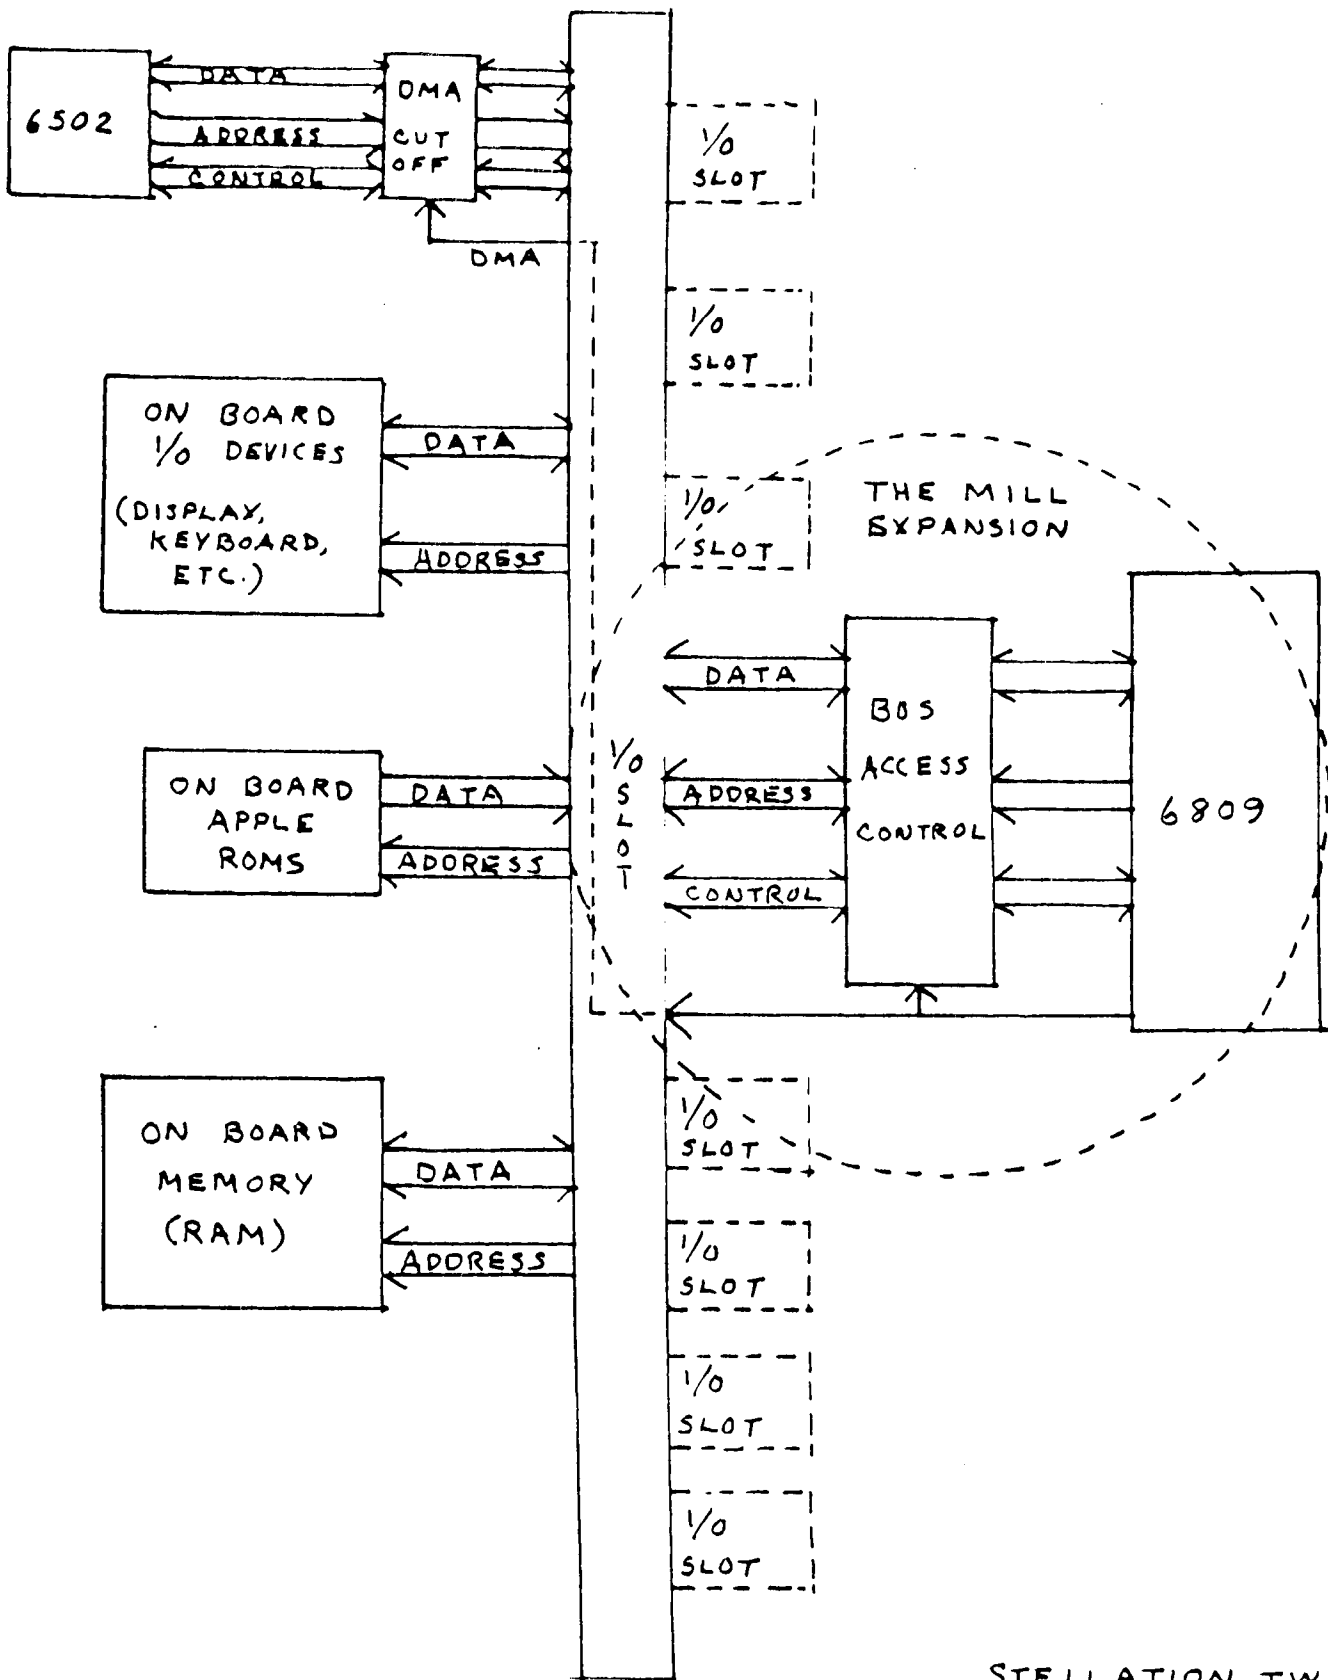 6502
DATA
ADDRESS
CONTROL
DMA
CUT
OFF
DMA
I/O
SLOT
I/O
SLOT
I/O
SLOT
ON BOARD
I/O DEVICES
(DISPLAY,
KEYBOARD,
ETC.)
DATA
ADDRESS
THE MILL
EXPANSION
I/O
SLOT
DATA
ADDRESS
CONTROL
BUS
ACCESS
CONTROL
6809
ON BOARD
APPLE
ROMS
DATA
ADDRESS
ON BOARD
MEMORY
(RAM)
DATA
ADDRESS
I/O
SLOT
I/O
SLOT
I/O
SLOT
I/O
SLOT